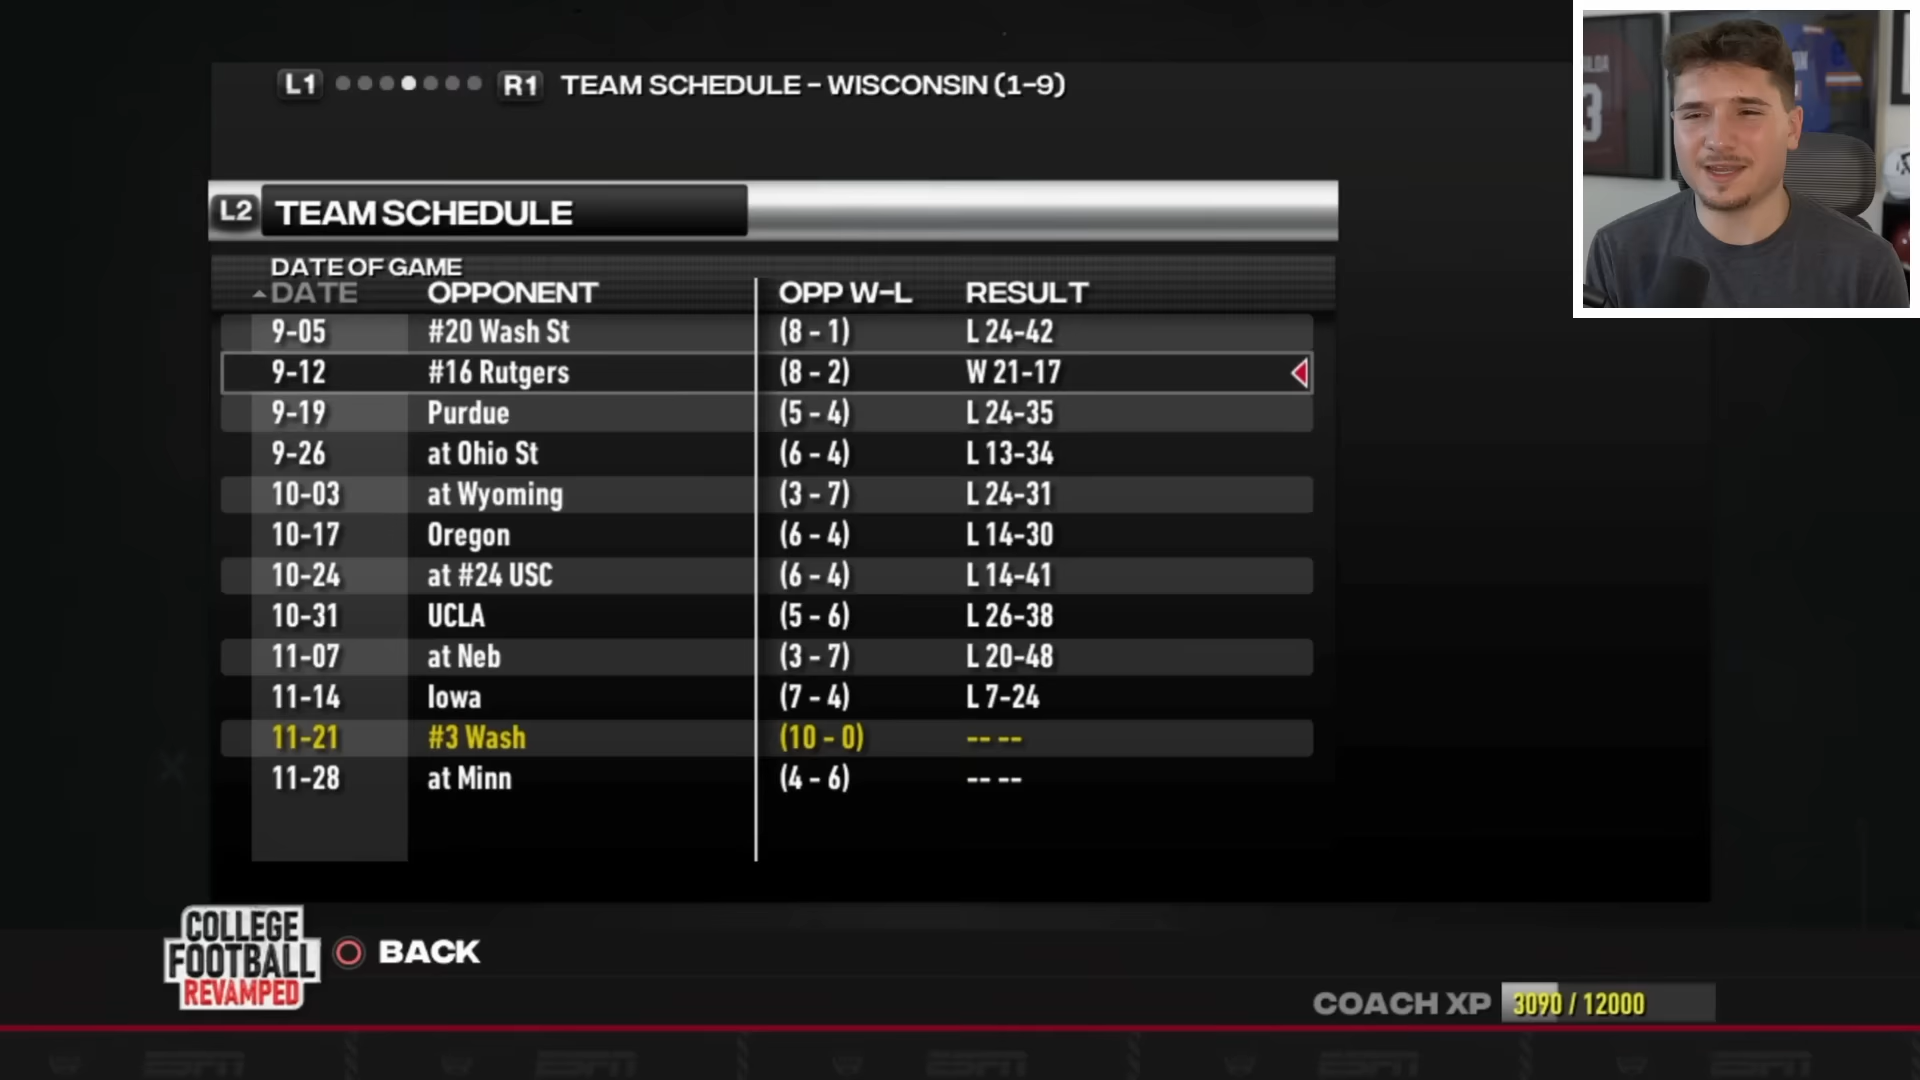 L1 R1 TEAM SCHEDULE – WISCONSIN (1–9)
L2 TEAM SCHEDULE
DATE OF GAME
DATE OPPONENT OPP W–L RESULT
9-05 #20 Wash St (8 - 1) L 24-42
9-12 #16 Rutgers (8 - 2) W 21-17
9-19 Purdue (5 - 4) L 24-35
9-26 at Ohio St (6 - 4) L 13-34
10-03 at Wyoming (3 - 7) L 24-31
10-17 Oregon (6 - 4) L 14-30
10-24 at #24 USC (6 - 4) L 14-41
10-31 UCLA (5 - 6) L 26-38
11-07 at Neb (3 - 7) L 20-48
11-14 Iowa (7 - 4) L 7-24
11-21 #3 Wash (10 - 0) -- --
11-28 at Minn (4 - 6) -- --
COLLEGE
FOOTBALL
REVAMPED
BACK
COACH XP 3090 / 12000
ESPN ESPN ESPN ESPN ESPN